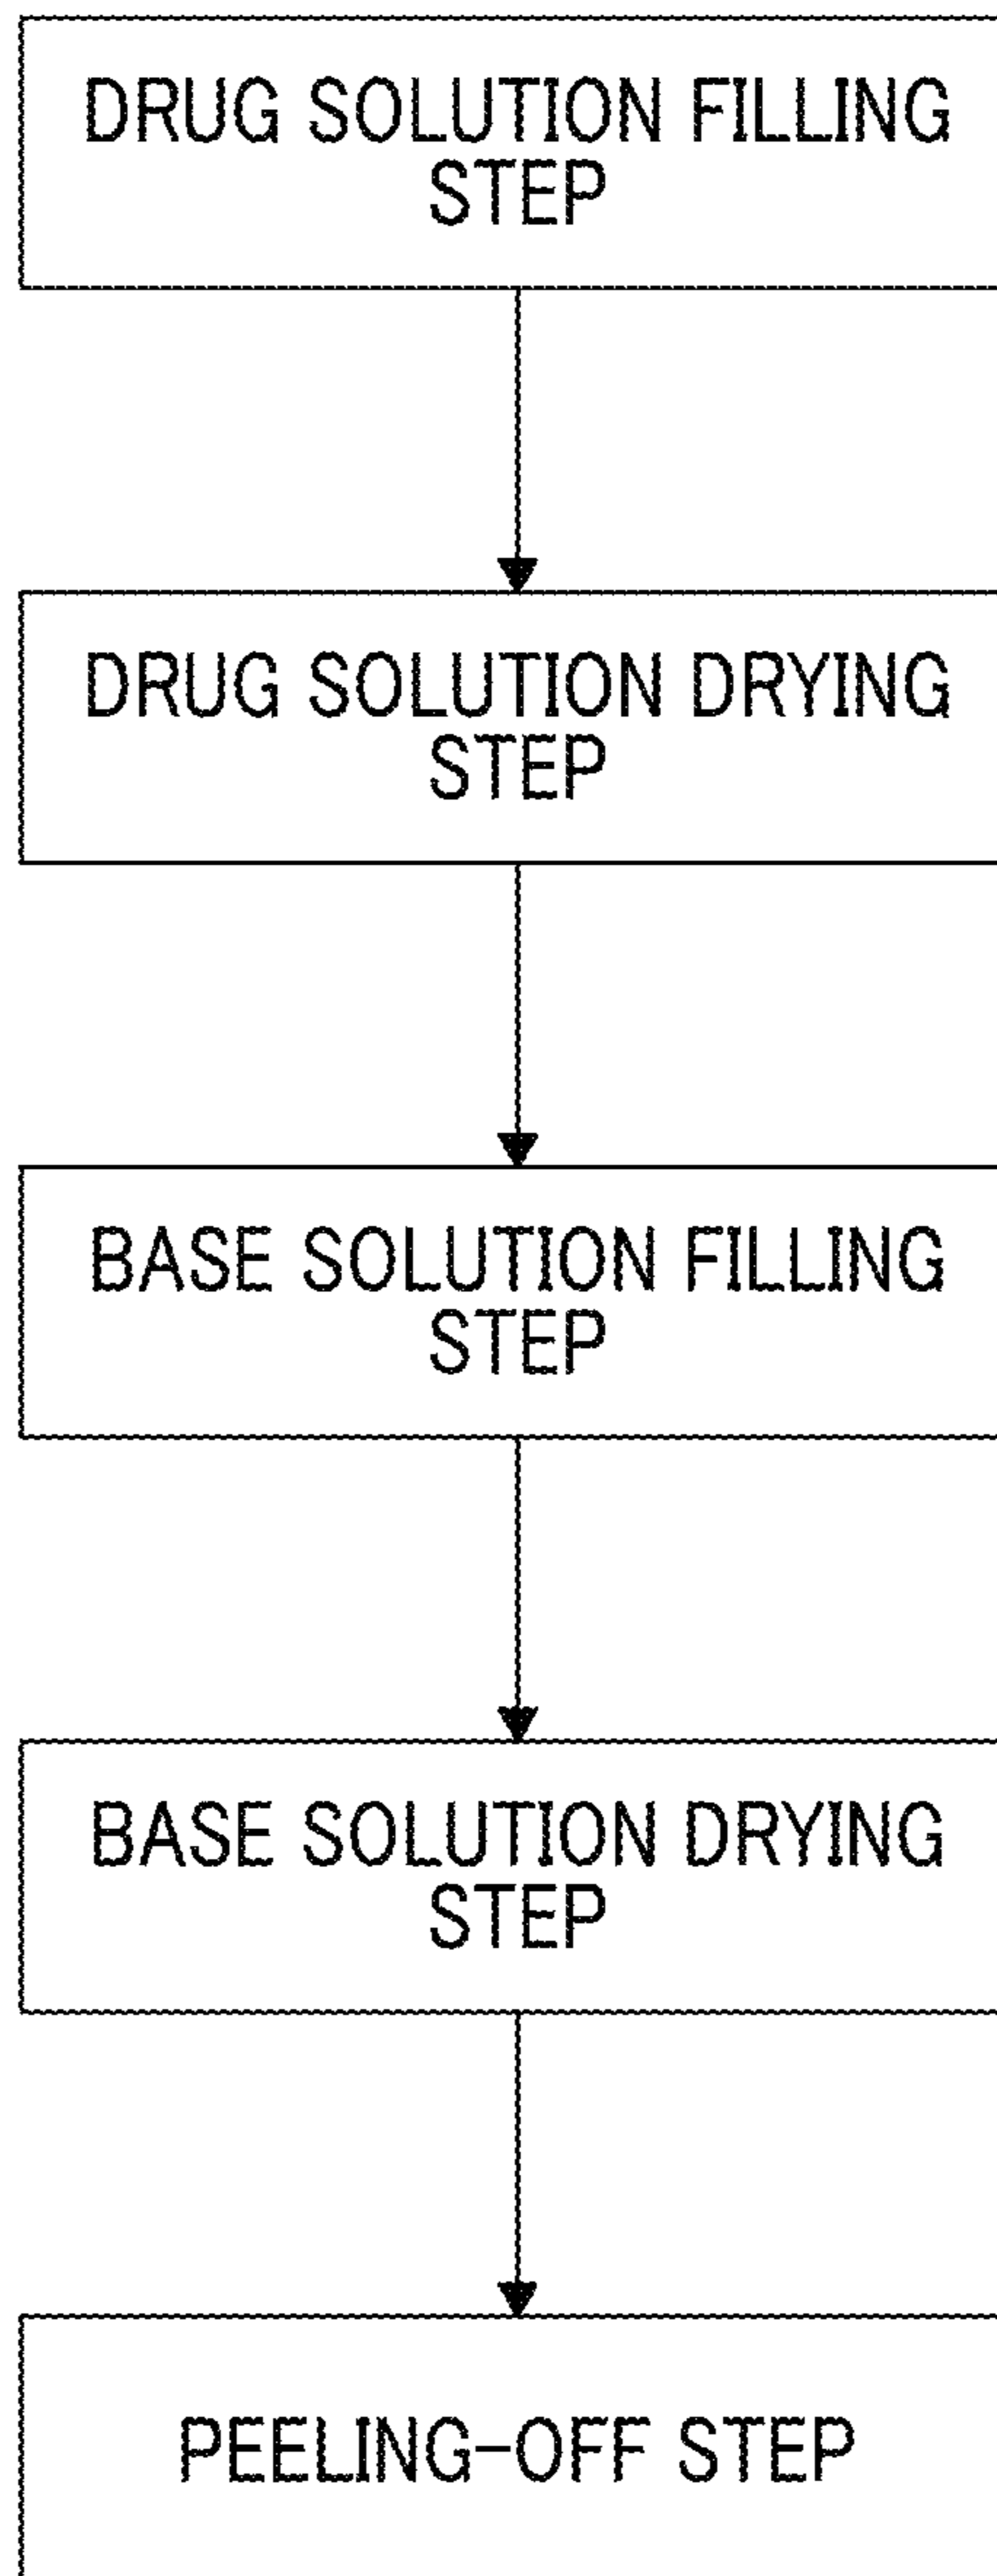 DRUG SOLUTION FILLING
STEP
DRUG SOLUTION DRYING
STEP
BASE SOLUTION FILLING
STEP
BASE SOLUTION DRYING
STEP
PEELING-OFF STEP